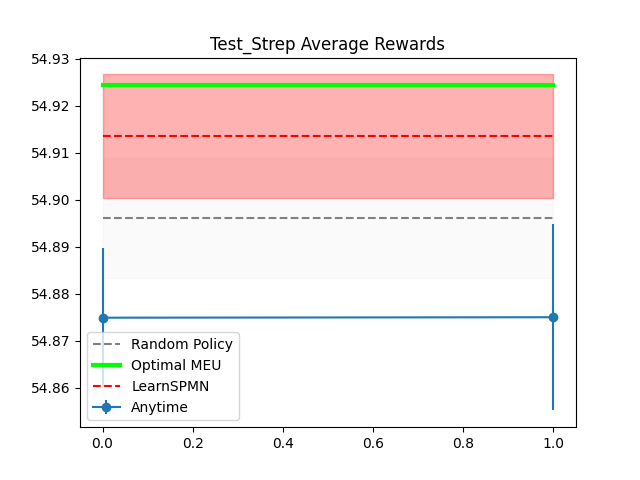 Test_Strep Average Rewards
54.93
54.92
54.91
54.90
54.89
54.88
54.87
54.86
Random Policy
Optimal MEU
LearnSPMN
Anytime
0.0 0.2 0.4 0.6 0.8 1.0